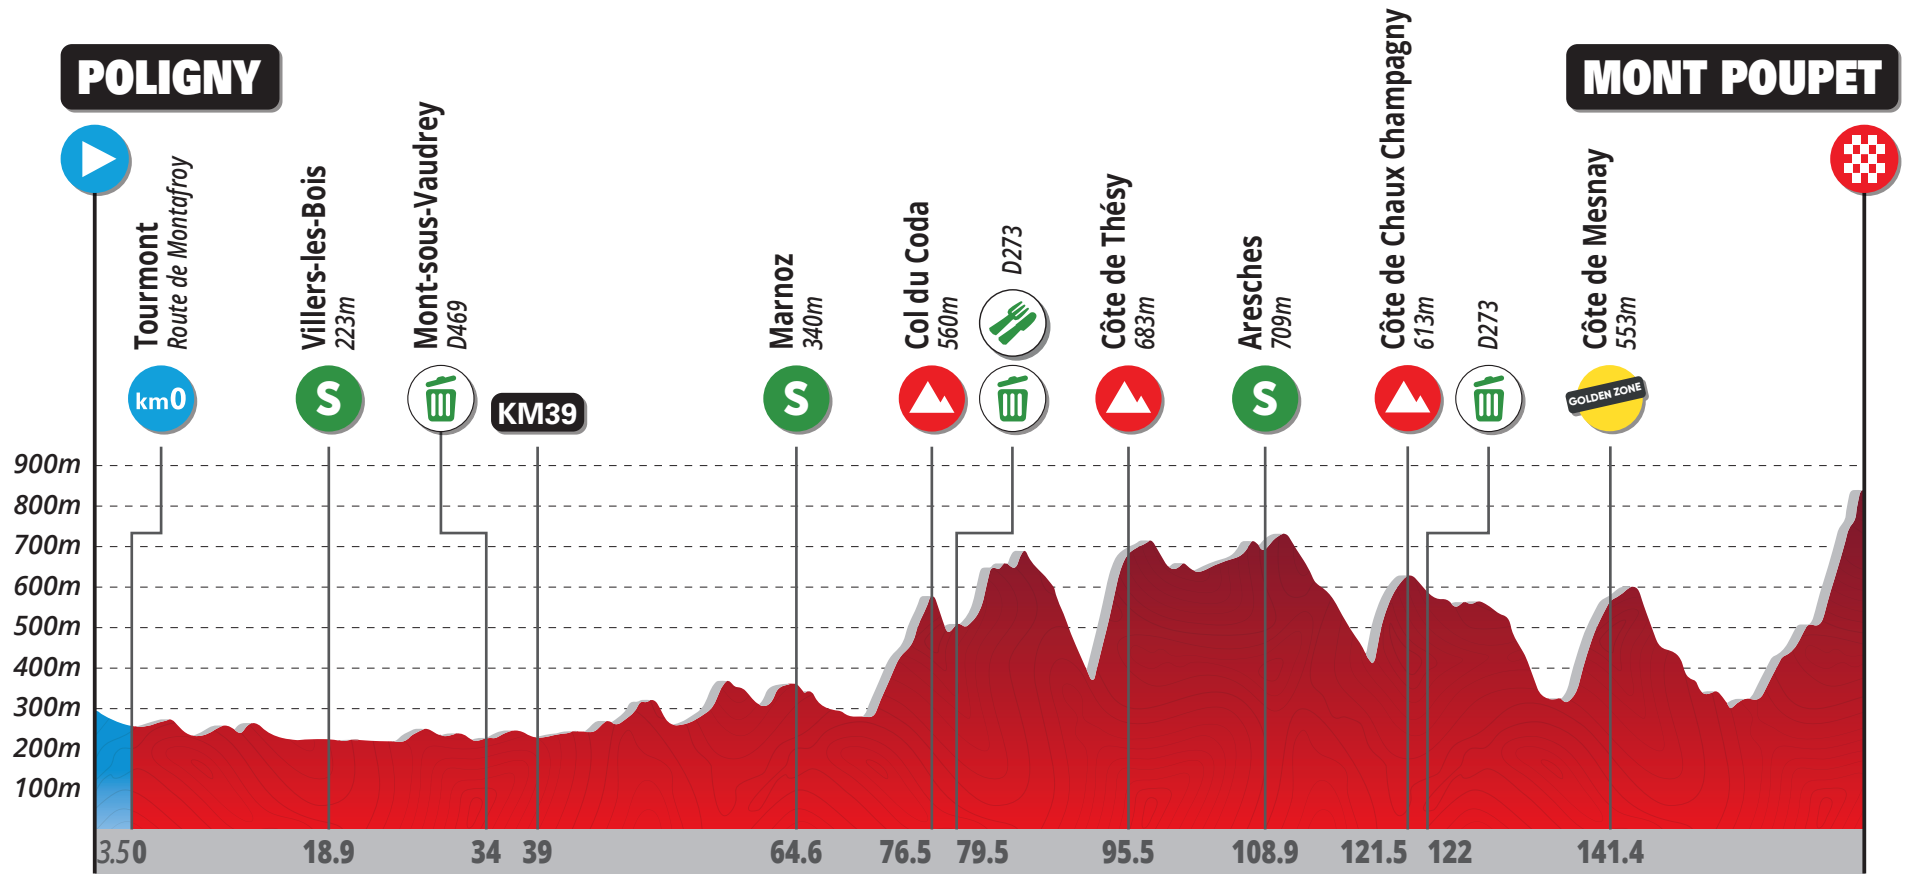 POLIGNY
MONT POUPET
Tourmont
Route de Montafroy
km0
Villers-les-Bois
223m
S
Mont-sous-Vaudrey
D469
KM39
Marnoz
340m
S
Col du Coda
560m
D273
Côte de Thésy
683m
Aresches
709m
S
Côte de Chaux Champagny
613m
D273
Côte de Mesnay
553m
GOLDEN ZONE
900m
800m
700m
600m
500m
400m
300m
200m
100m
3.5 0 18.9 34 39 64.6 76.5 79.5 95.5 108.9 121.5 122 141.4